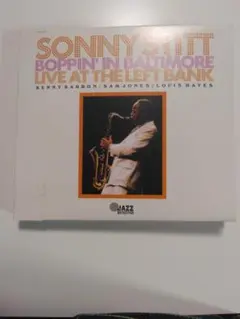 SONNY STITT
BOPPIN' IN BALTIMORE
LIVE AT THE LEFT BANK
KENNY BARRON / SAM JONES / LOUIS HAYES
JAZZ